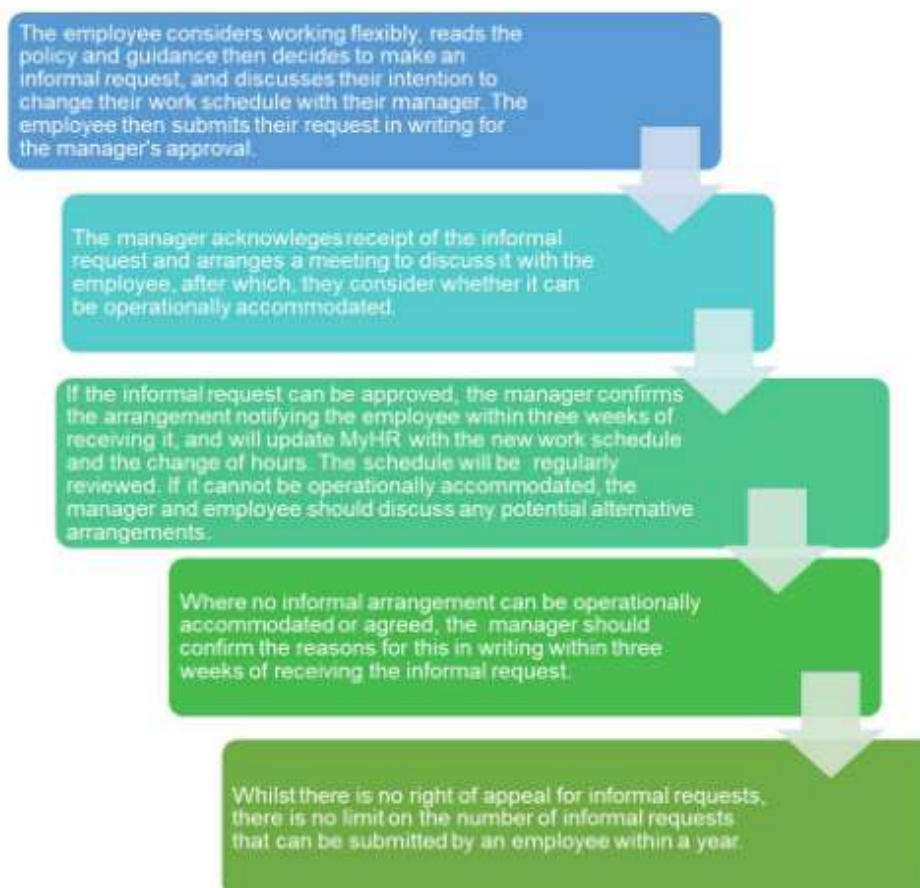 The employee considers working flexibly, reads the
policy and guidance then decides to make an
informal request, and discusses their intention to
change their work schedule with their manager. The
employee then submits their request in writing for
the manager's approval.
The manager acknowleges receipt of the informal
request and arranges a meeting to discuss it with the
employee, after which, they consider whether it can
be operationally accommodated.
If the informal request can be approved, the manager confirms
the arrangement notifying the employee within three weeks of
receiving it, and will update MyHR with the new work schedule
and the change of hours. The schedule will be regularly
reviewed. If it cannot be operationally accommodated, the
manager and employee should discuss any potential alternative
arrangements.
Where no informal arrangement can be operationally
accommodated or agreed, the manager should
confirm the reasons for this in writing within three
weeks of receiving the informal request.
Whilst there is no right of appeal for informal requests,
there is no limit on the number of informal requests
that can be submitted by an employee within a year.